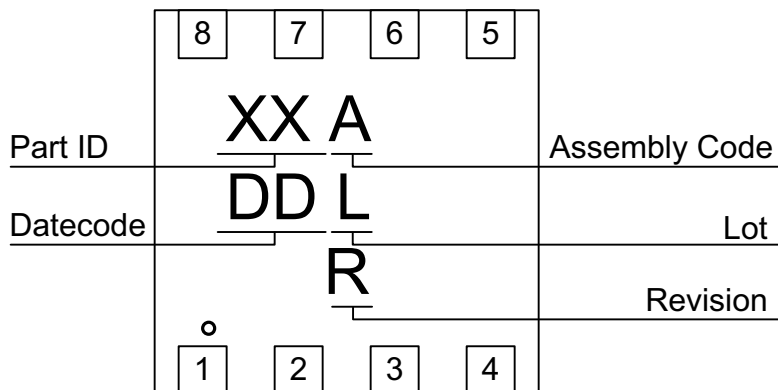 8 7 6 5
XX A
Part ID Assembly Code
DD L
Datecode Lot
R
Revision
1 2 3 4